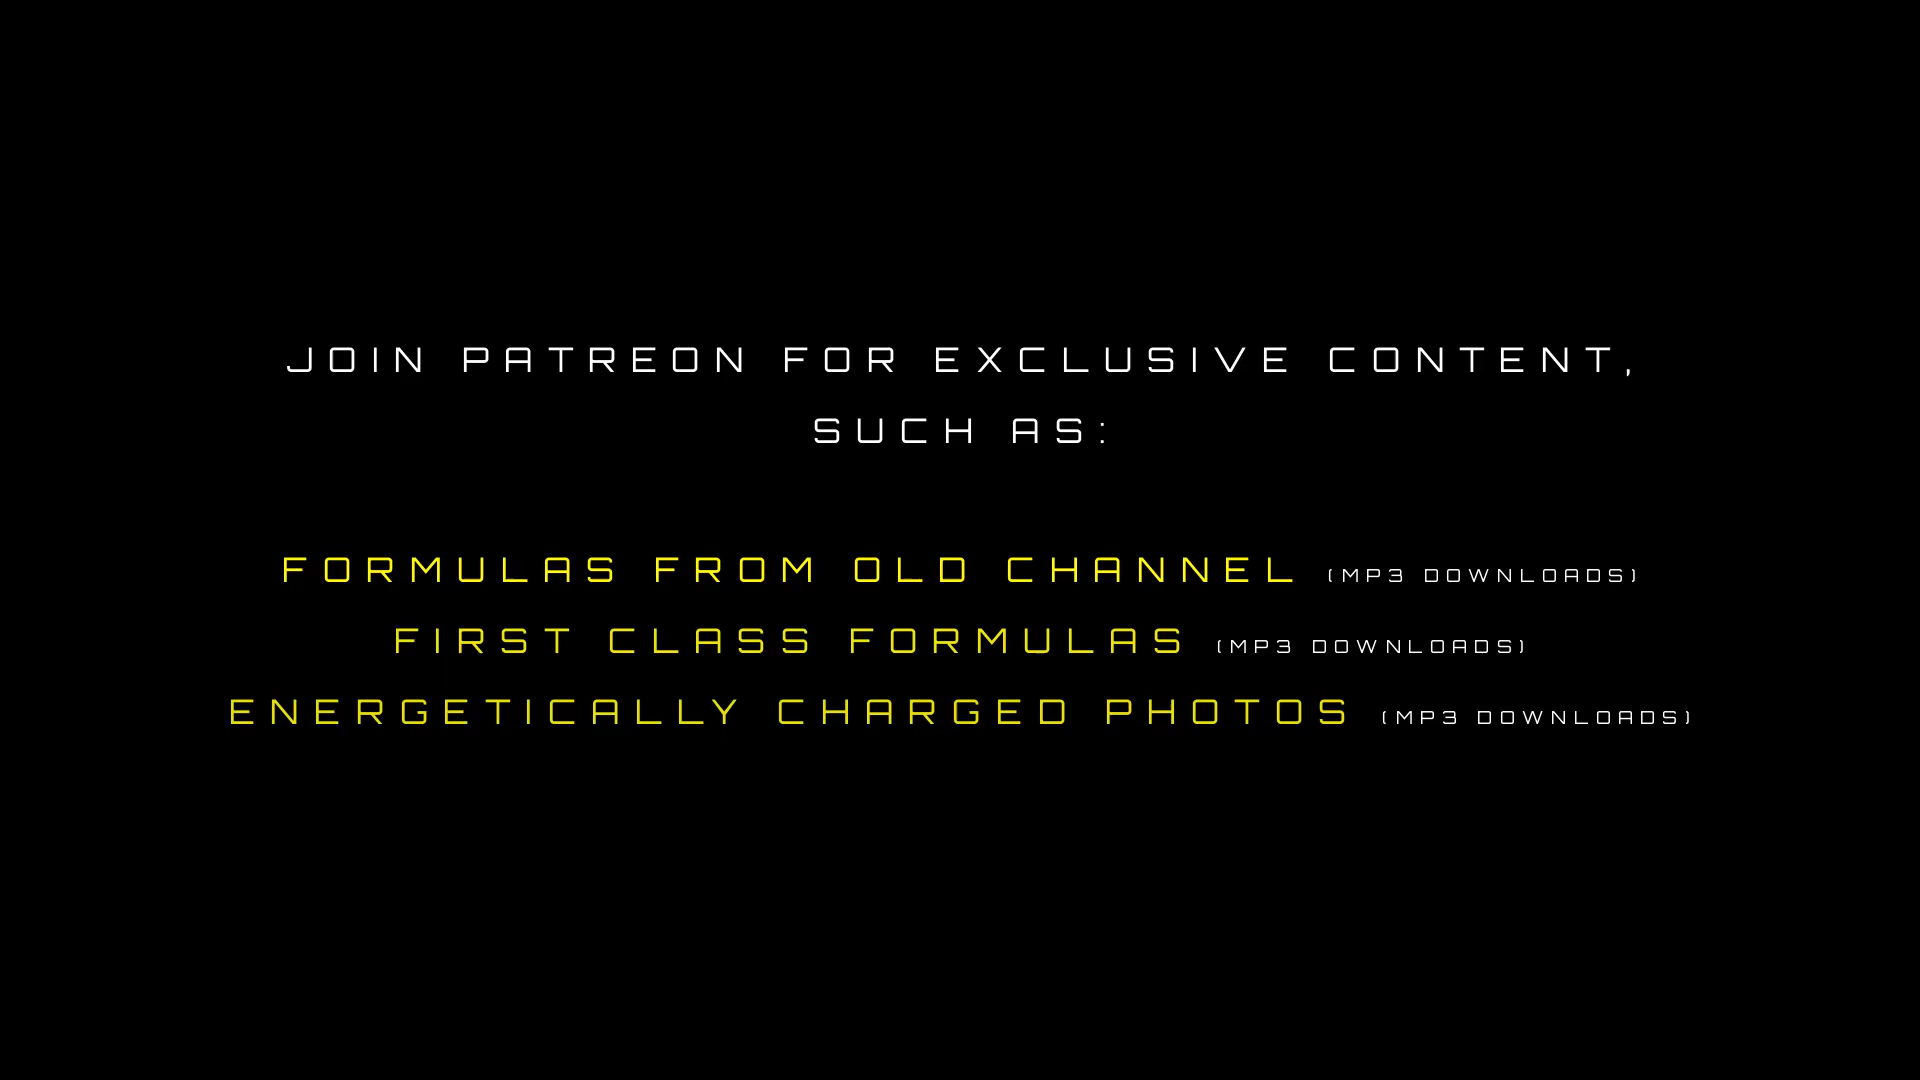 JOIN PATREON FOR EXCLUSIVE CONTENT,
SUCH AS:
FORMULAS FROM OLD CHANNEL (MP3 DOWNLOADS)
FIRST CLASS FORMULAS (MP3 DOWNLOADS)
ENERGETICALLY CHARGED PHOTOS (MP3 DOWNLOADS)